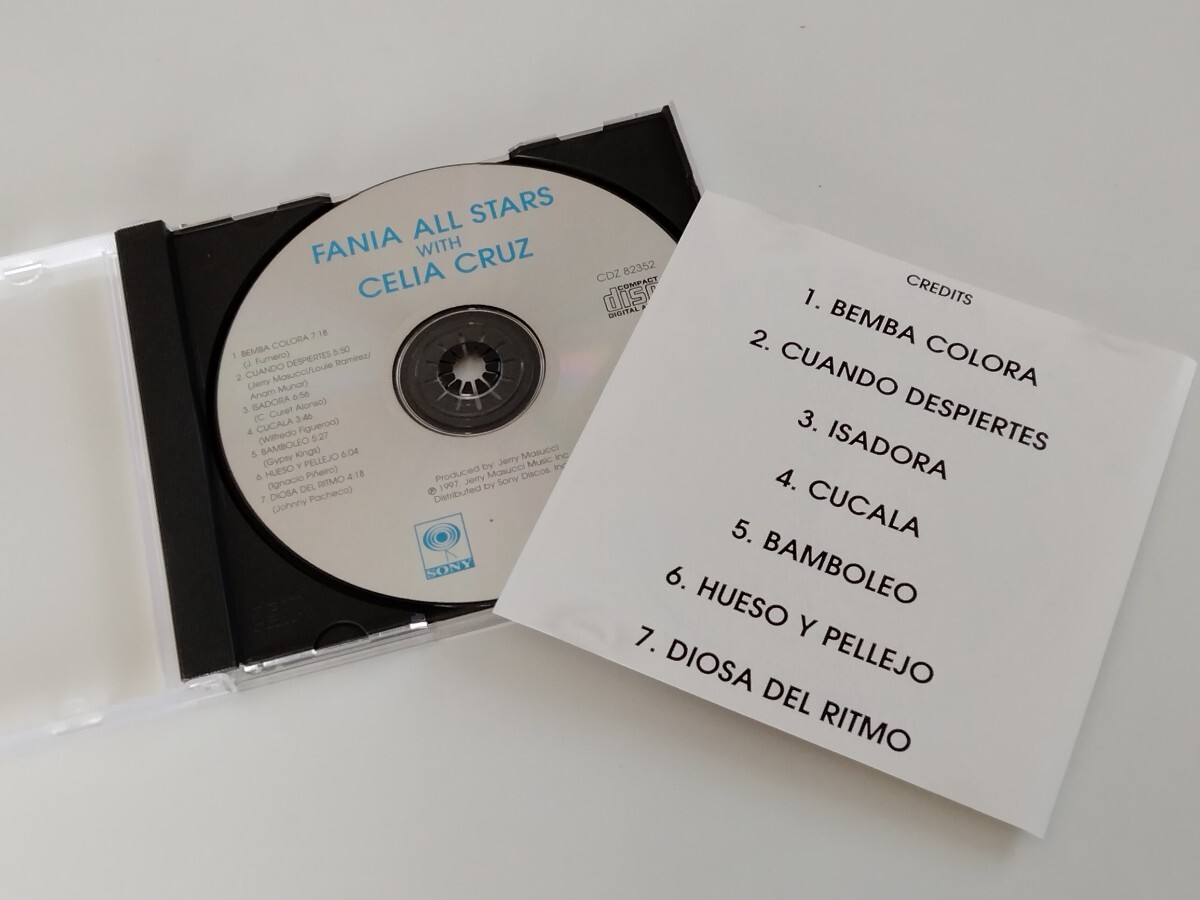 FANIA ALL STARS
WITH
CELIA CRUZ
CDZ 82352
COMPACT
disc
DIGITAL
1. BEMBA COLORA 7:18
(J. Fumero)
2. CUANDO DESPIERTES 5:50
(Jerry Masucci/Louie Ramirez/
Anam Munar)
3. ISADORA 6:56
(C. Curet Alonso)
4. CUCALA 3:46
(Wilfredo Figueroa)
5. BAMBOLEO 5:27
(Gypsy Kings)
6. HUESO Y PELLEJO 6:04
(Ignacio Piñeiro)
7. DIOSA DEL RITMO 4:18
(Johnny Pacheco)
Produced by: Jerry Masucci
℗ 1997. Jerry Masucci Music Inc.
Distributed by Sony Discos, Inc.
SONY
CREDITS
1. BEMBA COLORA
2. CUANDO DESPIERTES
3. ISADORA
4. CUCALA
5. BAMBOLEO
6. HUESO Y PELLEJO
7. DIOSA DEL RITMO